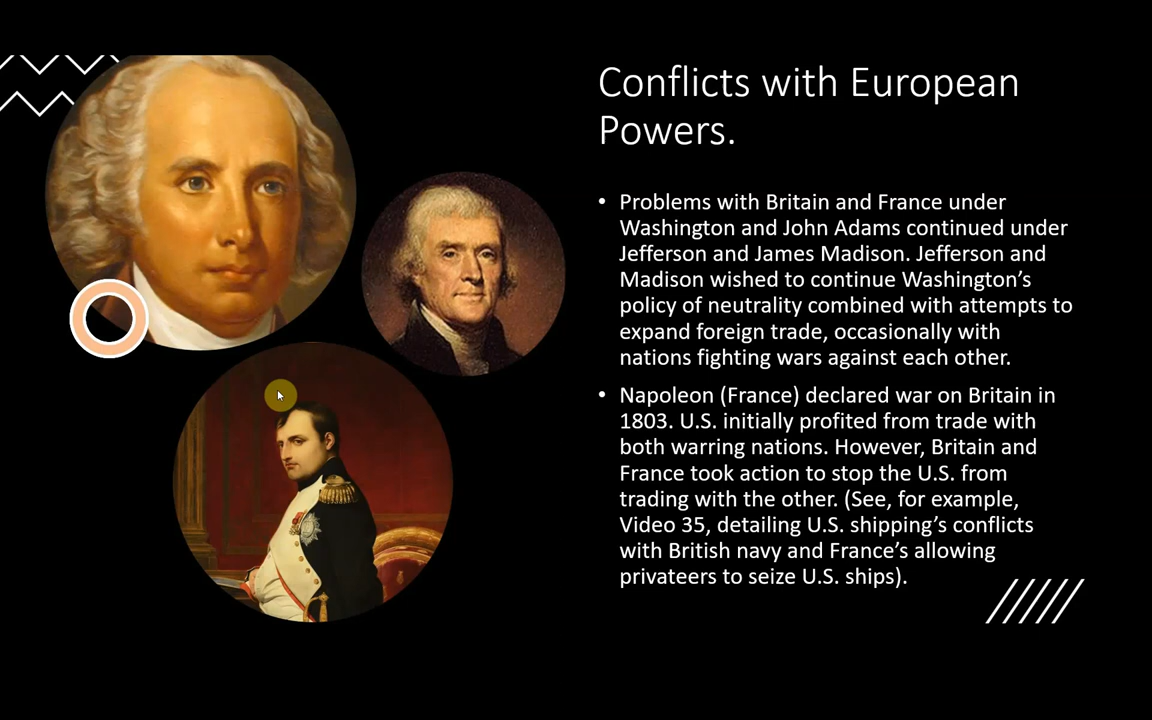 Conflicts with European
Powers.
• Problems with Britain and France under
Washington and John Adams continued under
Jefferson and James Madison. Jefferson and
Madison wished to continue Washington’s
policy of neutrality combined with attempts to
expand foreign trade, occasionally with
nations fighting wars against each other.
• Napoleon (France) declared war on Britain in
1803. U.S. initially profited from trade with
both warring nations. However, Britain and
France took action to stop the U.S. from
trading with the other. (See, for example,
Video 35, detailing U.S. shipping’s conflicts
with British navy and France’s allowing
privateers to seize U.S. ships).